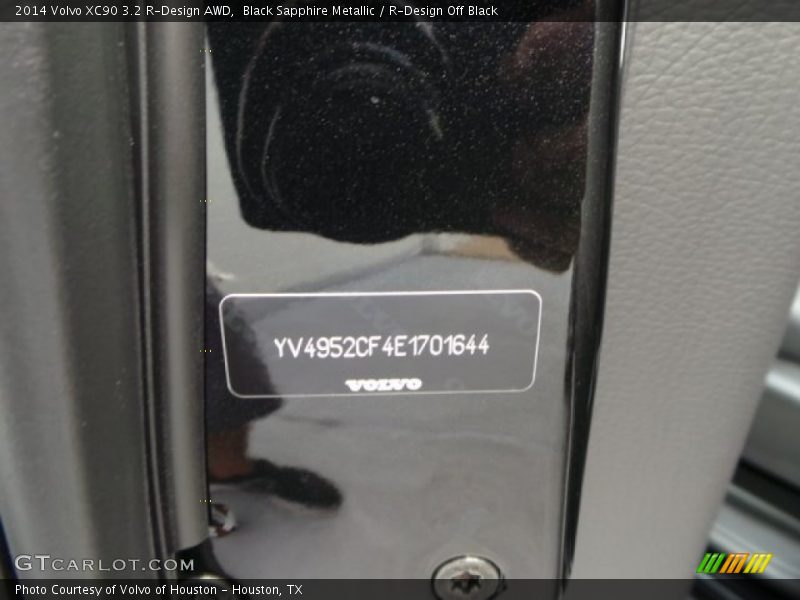 2014 Volvo XC90 3.2 R-Design AWD,  Black Sapphire Metallic / R-Design Off Black
YV4952CF4E1701644
VOLVO
GTCARLOT.COM
Photo Courtesy of Volvo of Houston - Houston, TX